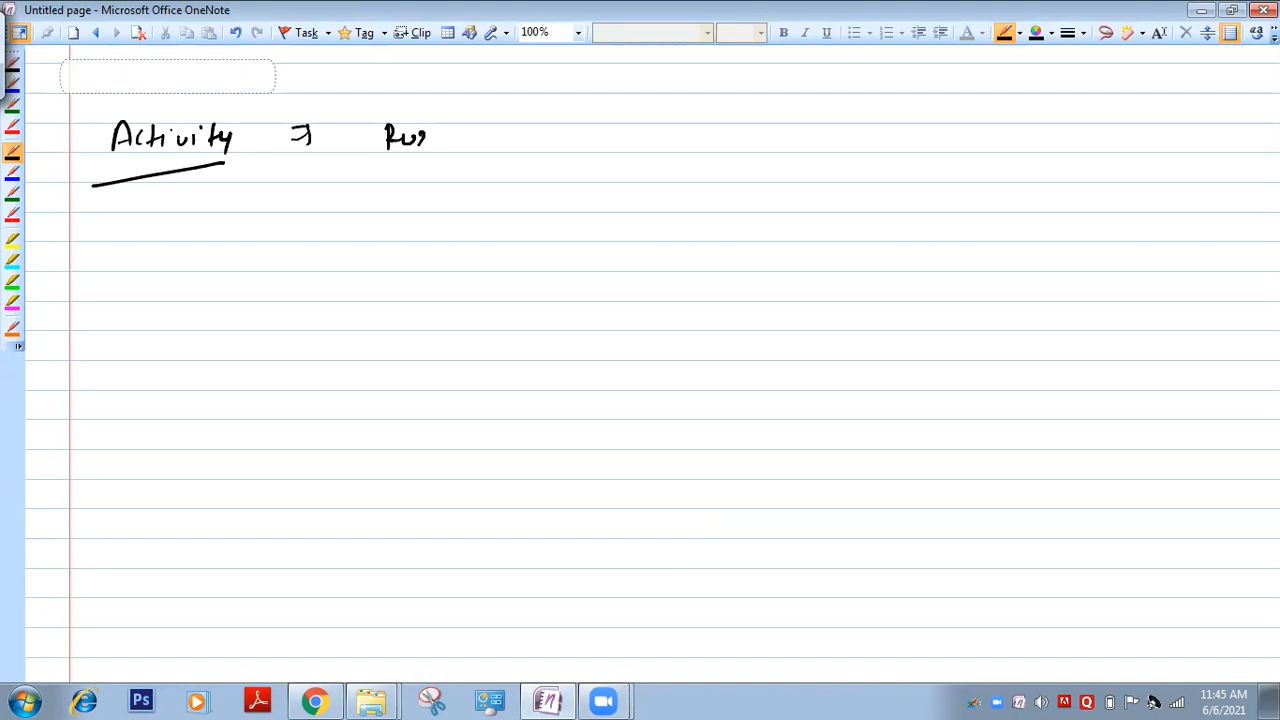 Untitled page - Microsoft Office OneNote
Task Tag Clip 100% B I U
Activity ⇒
11:45 AM
6/6/2021